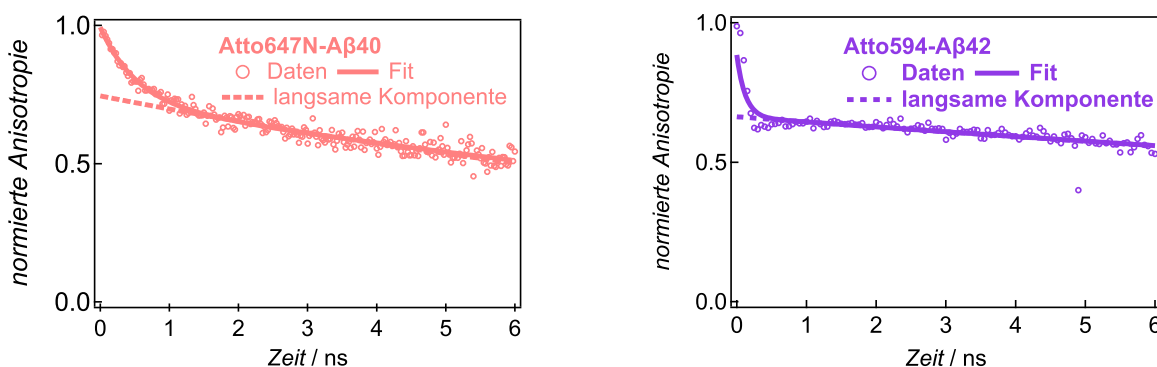 1.0
0.5
0.0
normierte Anisotropie
Atto647N-Aβ40
Daten Fit
langsame Komponente
0 1 2 3 4 5 6
Zeit / ns
1.0
0.5
0.0
normierte Anisotropie
Atto594-Aβ42
Daten Fit
langsame Komponente
0 1 2 3 4 5 6
Zeit / ns